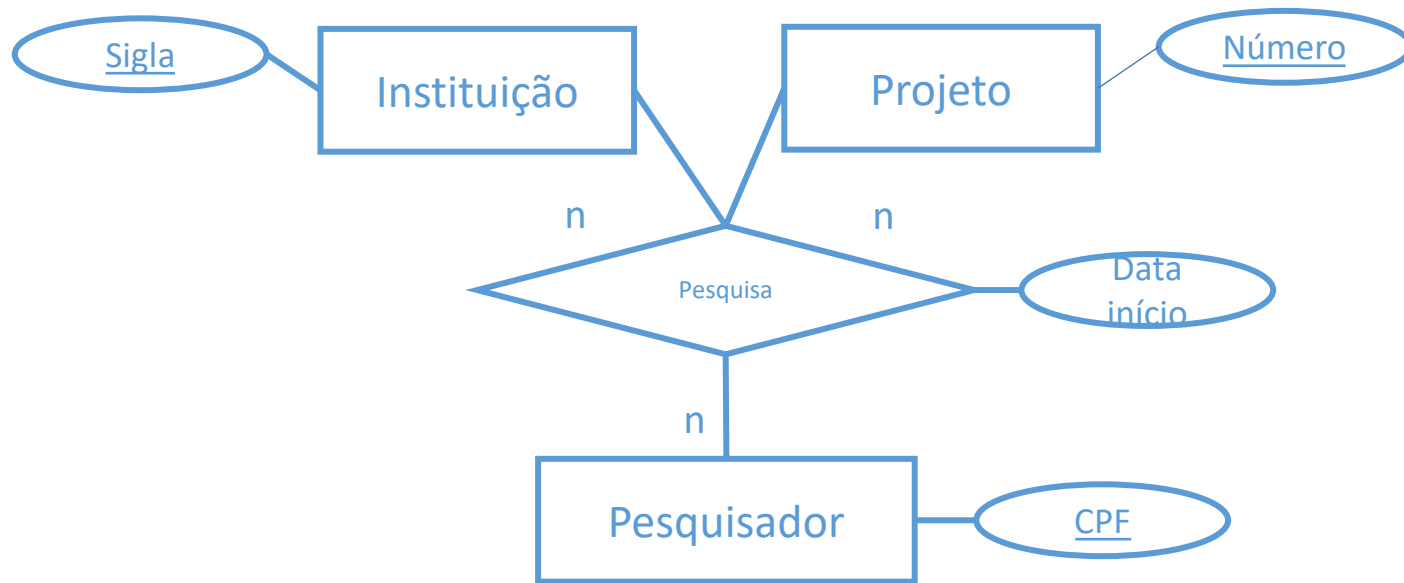 Sigla
Instituição
Projeto
Número
n
n
Pesquisa
Data
início
n
Pesquisador
CPF